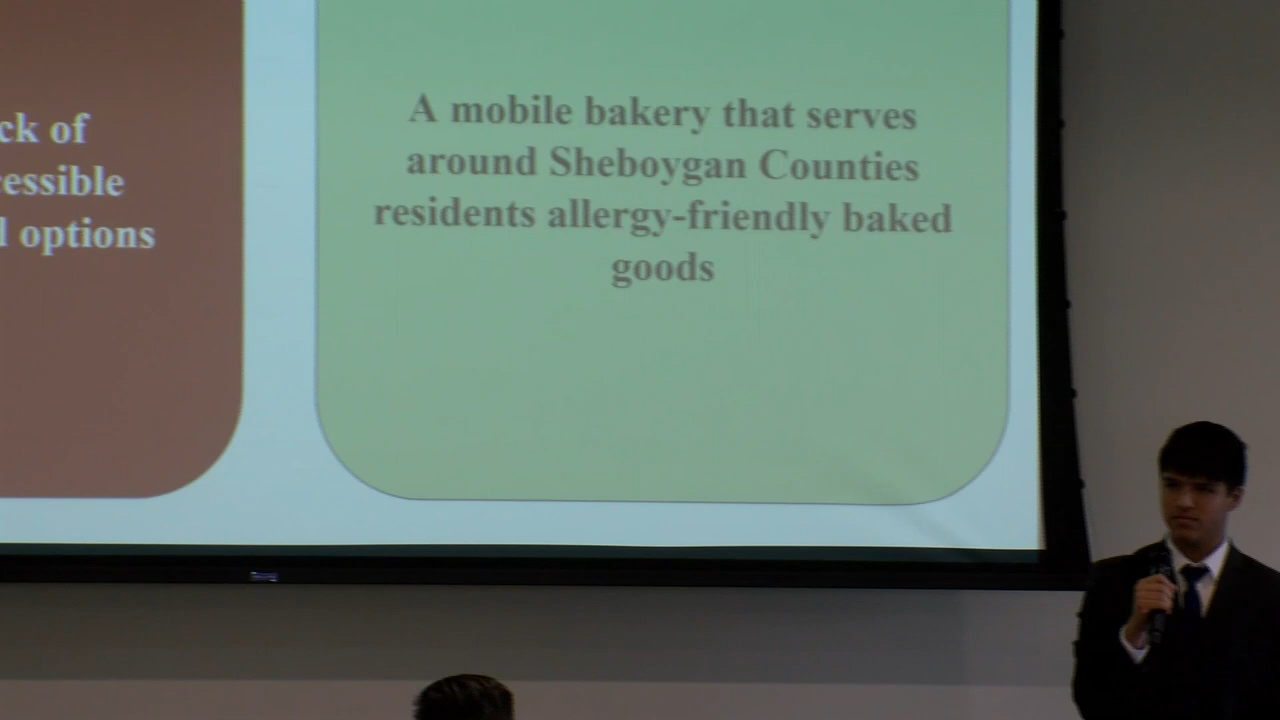 ck of
essible
options
A mobile bakery that serves
around Sheboygan Counties
residents allergy-friendly baked
goods